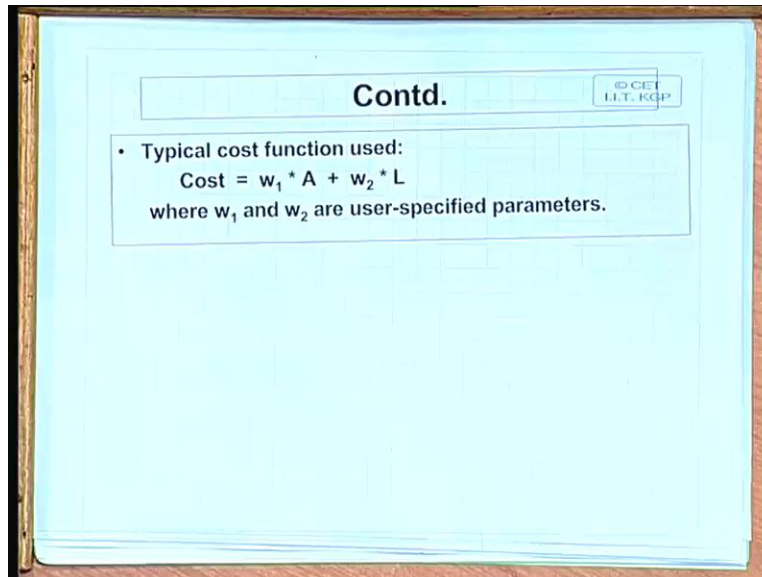 Contd.
© CET
I.I.T. KGP
• Typical cost function used:
Cost = w₁ * A + w₂ * L
where w₁ and w₂ are user-specified parameters.